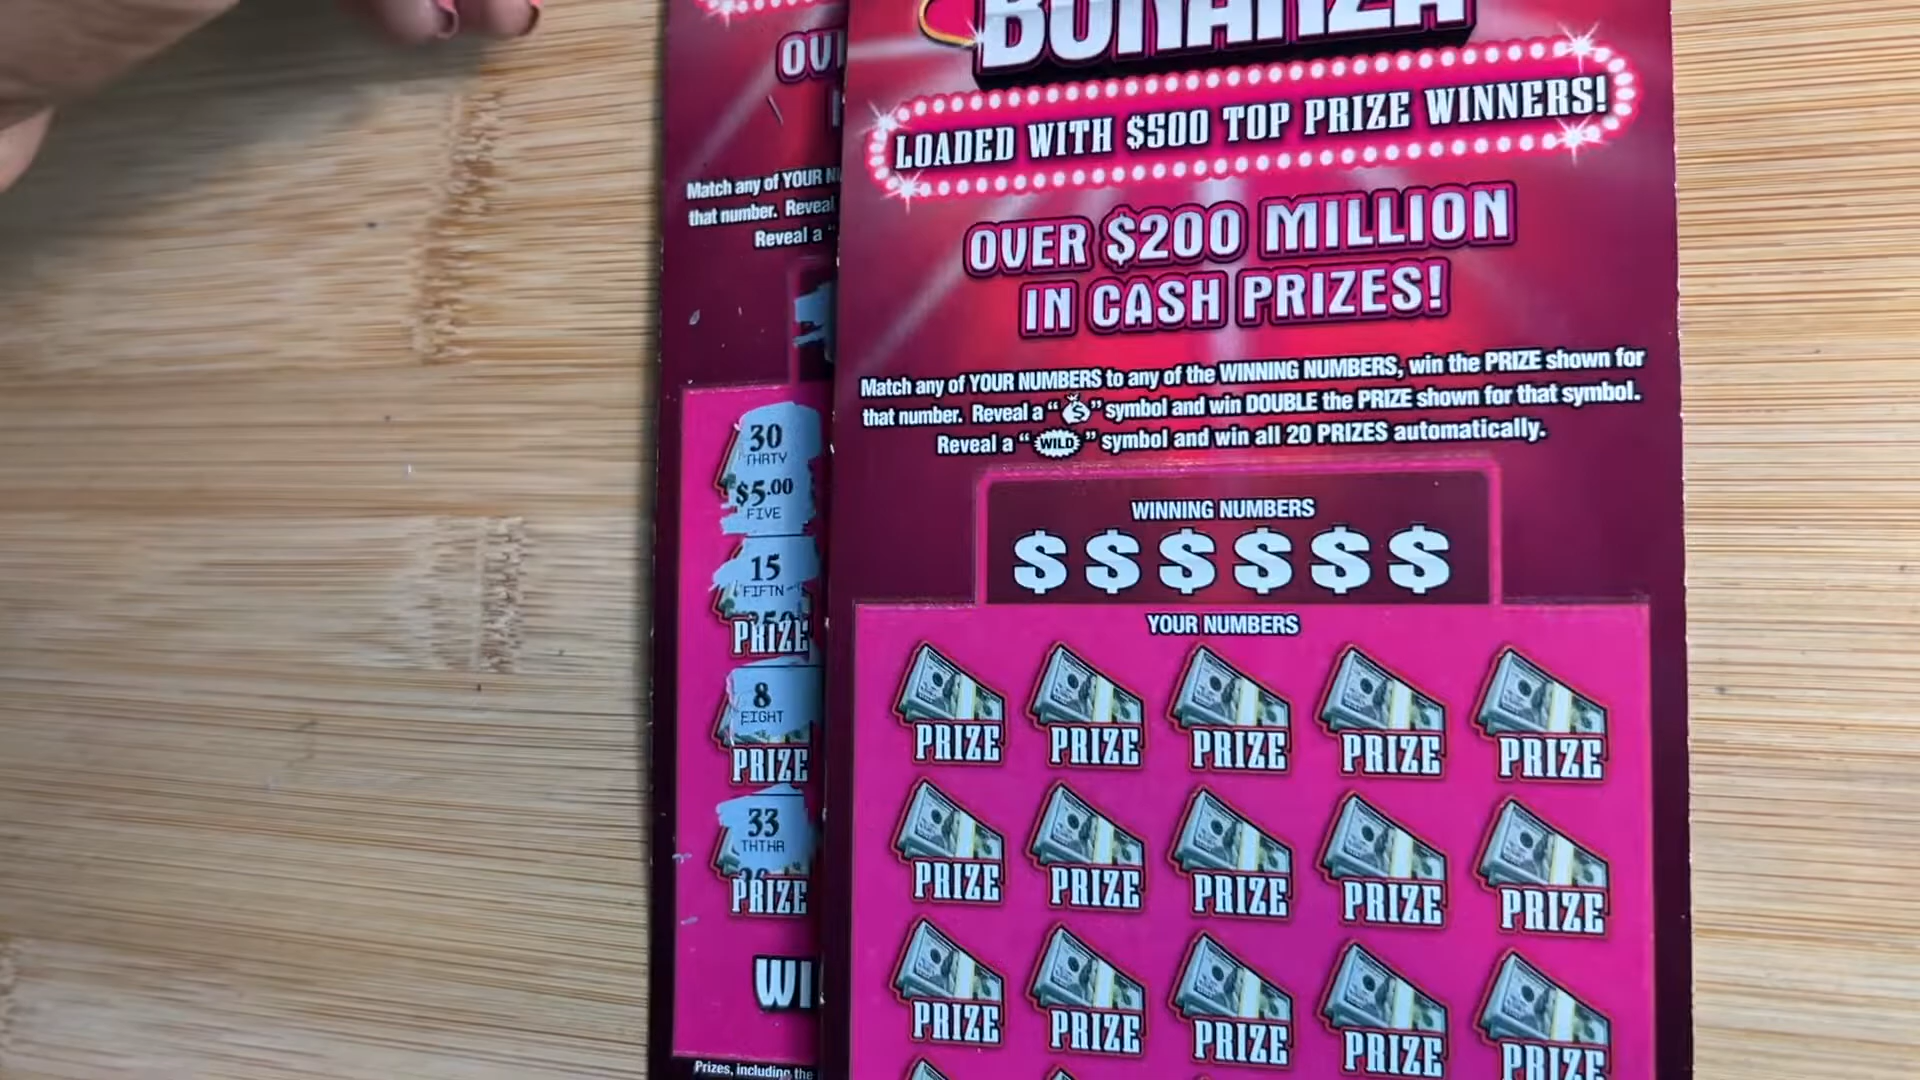 BONANZA
LOADED WITH $500 TOP PRIZE WINNERS!
OVER $200 MILLION
IN CASH PRIZES!
Match any of YOUR NUMBERS to any of the WINNING NUMBERS, win the PRIZE shown for
that number. Reveal a " " symbol and win DOUBLE the PRIZE shown for that symbol.
Reveal a "WILD" symbol and win all 20 PRIZES automatically.
WINNING NUMBERS
$ $ $ $ $ $
YOUR NUMBERS
PRIZE PRIZE PRIZE PRIZE PRIZE
PRIZE PRIZE PRIZE PRIZE PRIZE
PRIZE PRIZE PRIZE PRIZE PRIZE
Match any of YOUR
that number. Reveal
Reveal a "
30
THRTY
$5.00
FIVE
15
FIFTN
PRIZE
8
EIGHT
PRIZE
33
THTHR
PRIZE
Prizes, including the